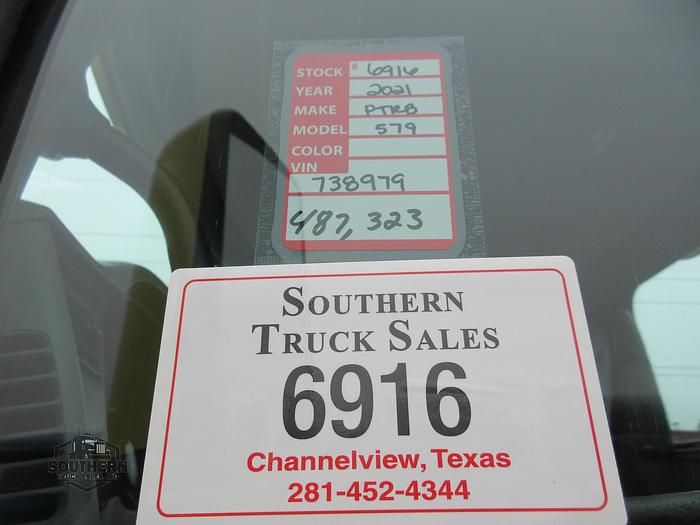 STOCK # 6916
YEAR 2021
MAKE PTRB
MODEL 579
COLOR
VIN
738979
487,323
SOUTHERN
TRUCK SALES
6916
Channelview, Texas
281-452-4344
SOUTHERN